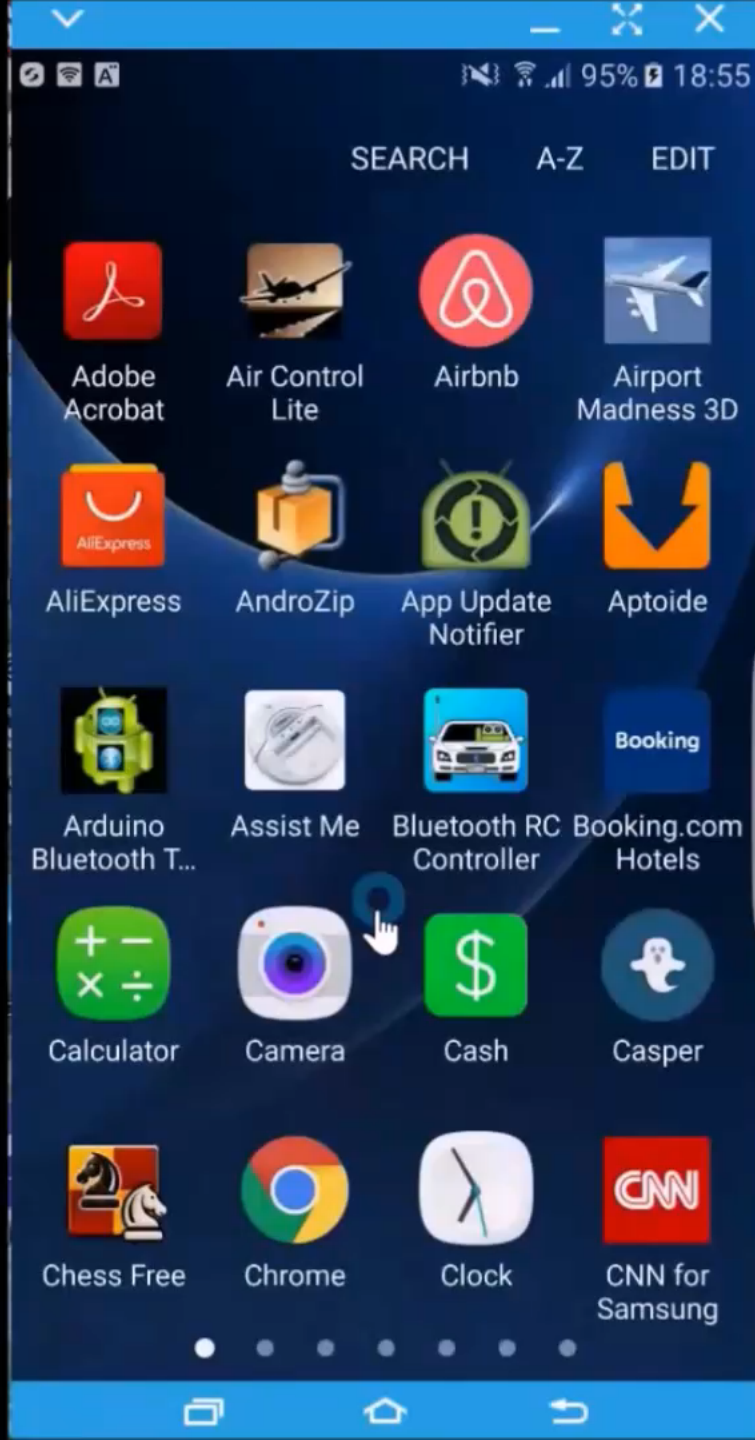 95% 18:55
SEARCH A-Z EDIT
Adobe Acrobat
Air Control Lite
Airbnb
Airport Madness 3D
AliExpress
AliExpress
AndroZip
App Update Notifier
Aptoide
Arduino Bluetooth T...
Assist Me
Bluetooth RC Controller
Booking
Booking.com Hotels
Calculator
Camera
Cash
Casper
Chess Free
Chrome
Clock
CNN
CNN for Samsung